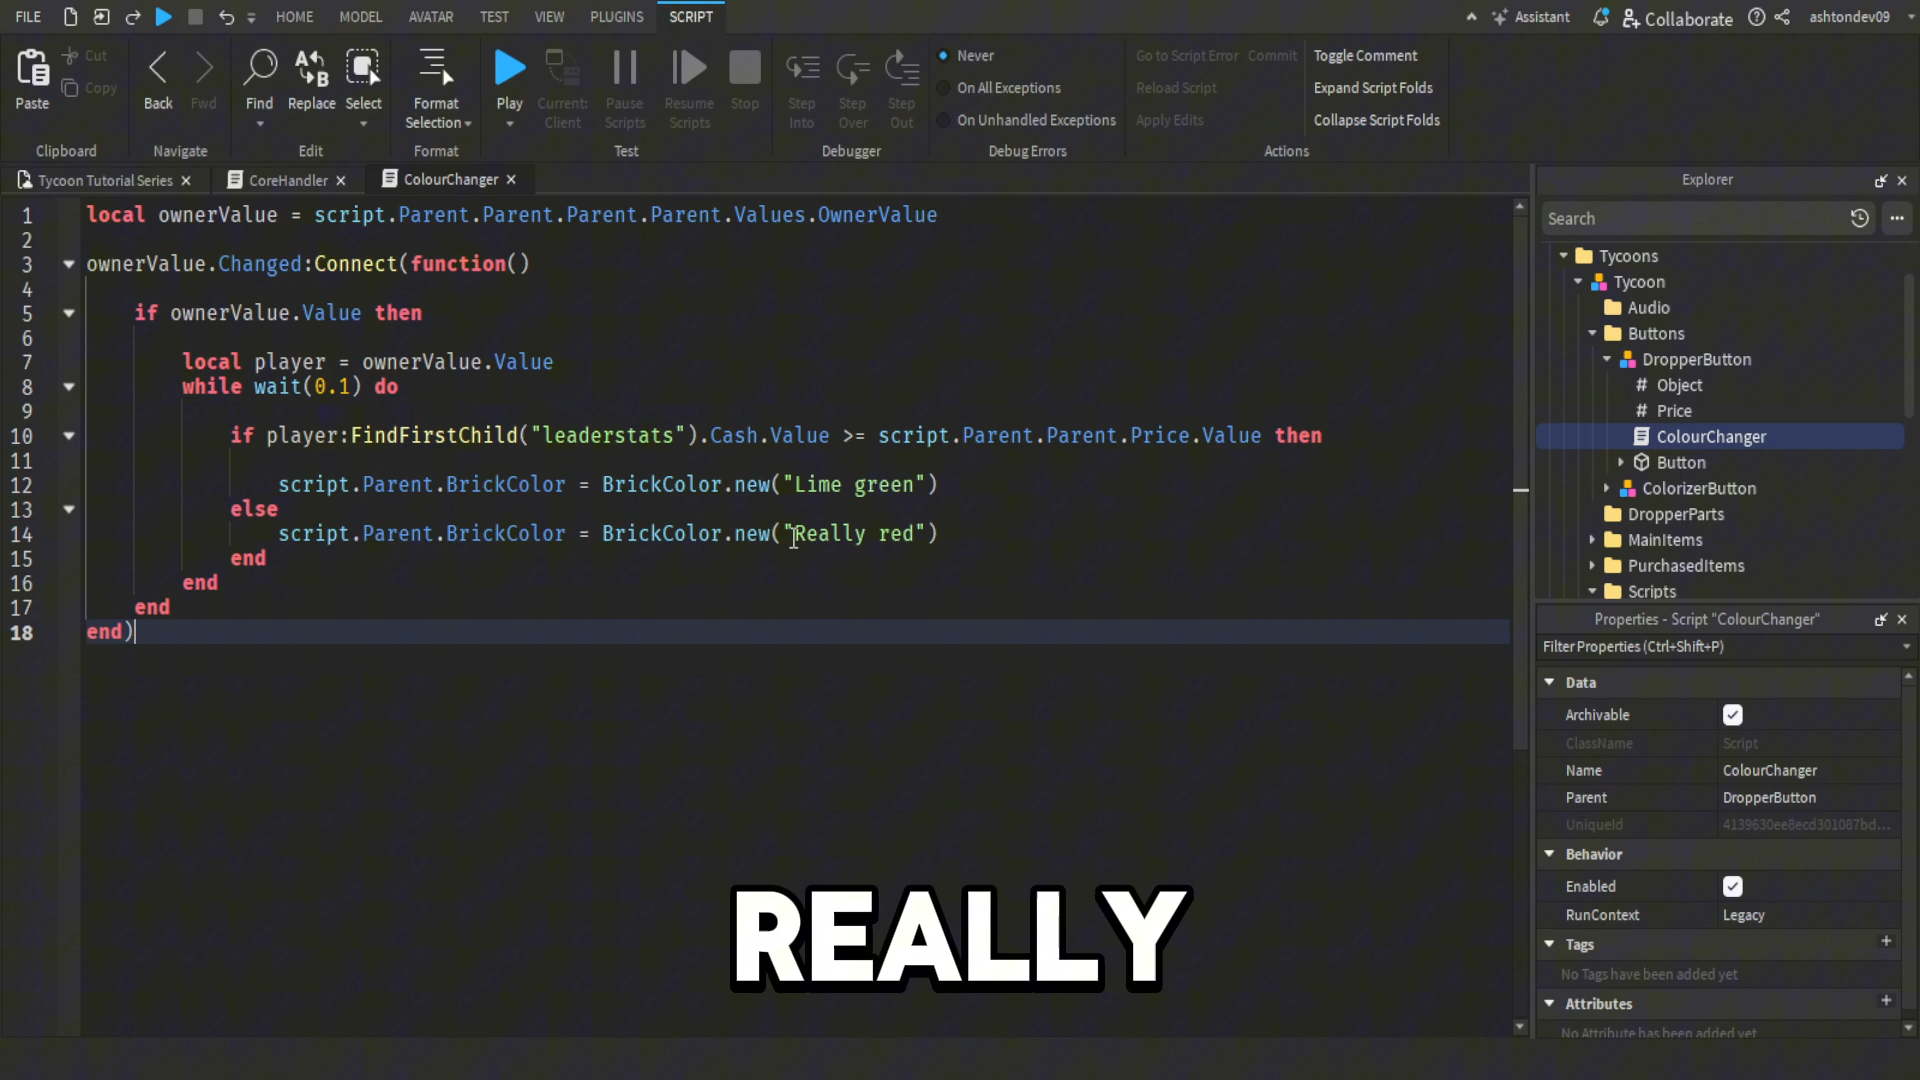 FILE HOME MODEL AVATAR TEST VIEW PLUGINS SCRIPT Assistant Collaborate ashtondev09
Paste Cut Copy Back Fwd Find Replace Select Format Selection Play Current: Client Pause Scripts Resume Scripts Stop Step Into Step Over Step Out
Never
On All Exceptions
On Unhandled Exceptions
Go to Script Error Commit
Reload Script
Apply Edits
Toggle Comment
Expand Script Folds
Collapse Script Folds
Clipboard Navigate Edit Format Test Debugger Debug Errors Actions
Tycoon Tutorial Series CoreHandler ColourChanger
1 local ownerValue = script.Parent.Parent.Parent.Parent.Values.OwnerValue
2
3 ownerValue.Changed:Connect(function()
4
5 if ownerValue.Value then
6
7 local player = ownerValue.Value
8 while wait(0.1) do
9
10 if player:FindFirstChild("leaderstats").Cash.Value >= script.Parent.Parent.Price.Value then
11
12 script.Parent.BrickColor = BrickColor.new("Lime green")
13 else
14 script.Parent.BrickColor = BrickColor.new("Really red")
15 end
16 end
17 end
18 end)
REALLY
Explorer
Search
Tycoons
Tycoon
Audio
Buttons
DropperButton
# Object
# Price
ColourChanger
Button
ColorizerButton
DropperParts
MainItems
PurchasedItems
Scripts
Properties - Script "ColourChanger"
Filter Properties (Ctrl+Shift+P)
Data
Archivable
ClassName Script
Name ColourChanger
Parent DropperButton
UniqueId 4139630ee8ecd301087bd...
Behavior
Enabled
RunContext Legacy
Tags
No Tags have been added yet
Attributes
No Attribute has been added yet